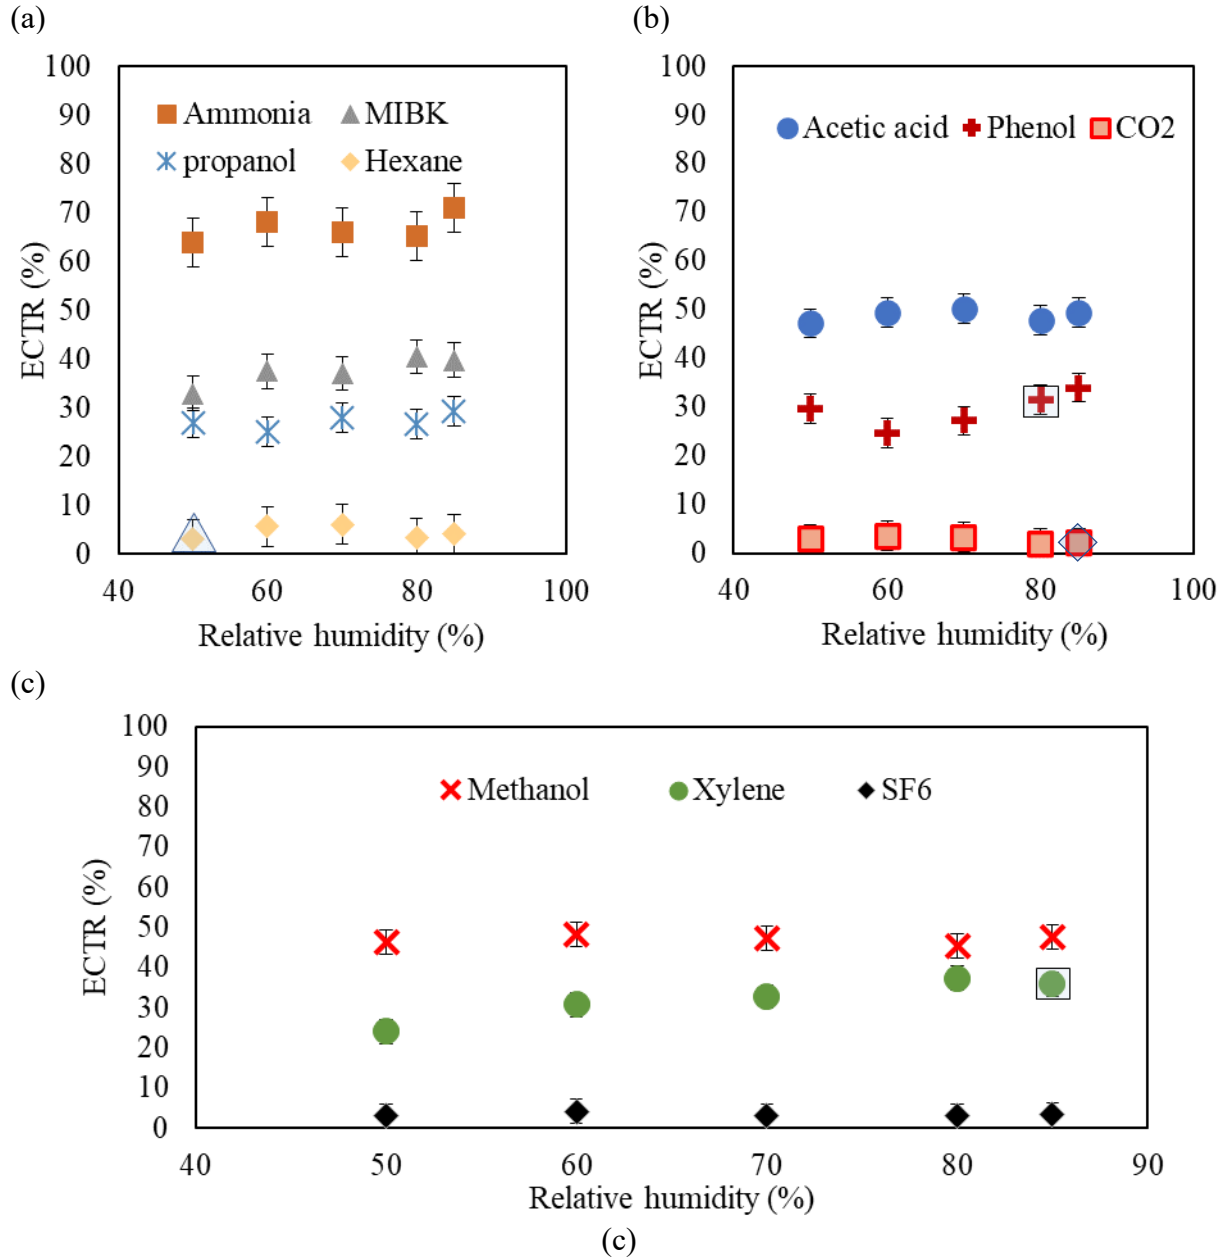 (a)
100
90
80
70
60
50
40
30
20
10
0
ECTR (%)
Ammonia MIBK
propanol Hexane
40 60 80 100
Relative humidity (%)
(b)
100
90
80
70
60
50
40
30
20
10
0
ECTR (%)
Acetic acid Phenol CO2
40 60 80 100
Relative humidity (%)
(c)
100
90
80
70
60
50
40
30
20
10
0
ECTR (%)
Methanol Xylene SF6
40 50 60 70 80 90
Relative humidity (%)
(c)